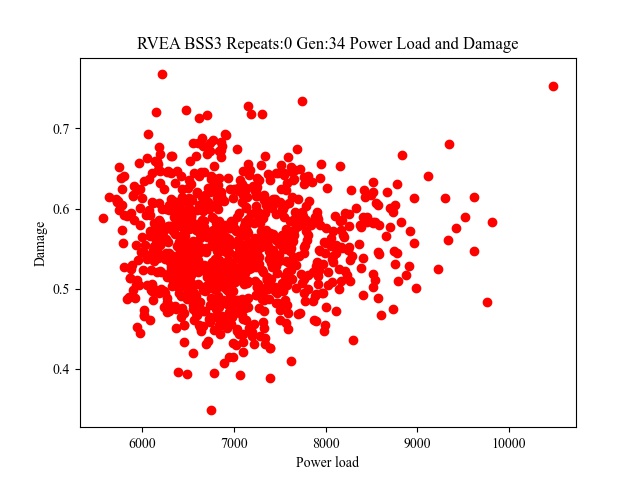 RVEA BSS3 Repeats:0 Gen:34 Power Load and Damage
Damage
0.7
0.6
0.5
0.4
6000 7000 8000 9000 10000
Power load